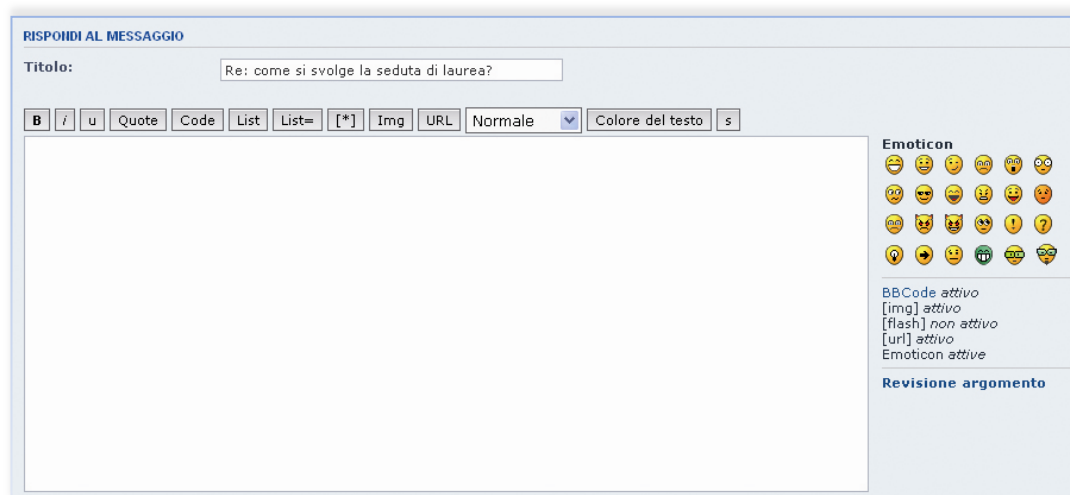 RISPONDI AL MESSAGGIO
Titolo:
Re: come si svolge la seduta di laurea?
B i u Quote Code List List= [*] Img URL Normale Colore del testo s
Emoticon
BBCode attivo
[img] attivo
[flash] non attivo
[url] attivo
Emoticon attive
Revisione argomento